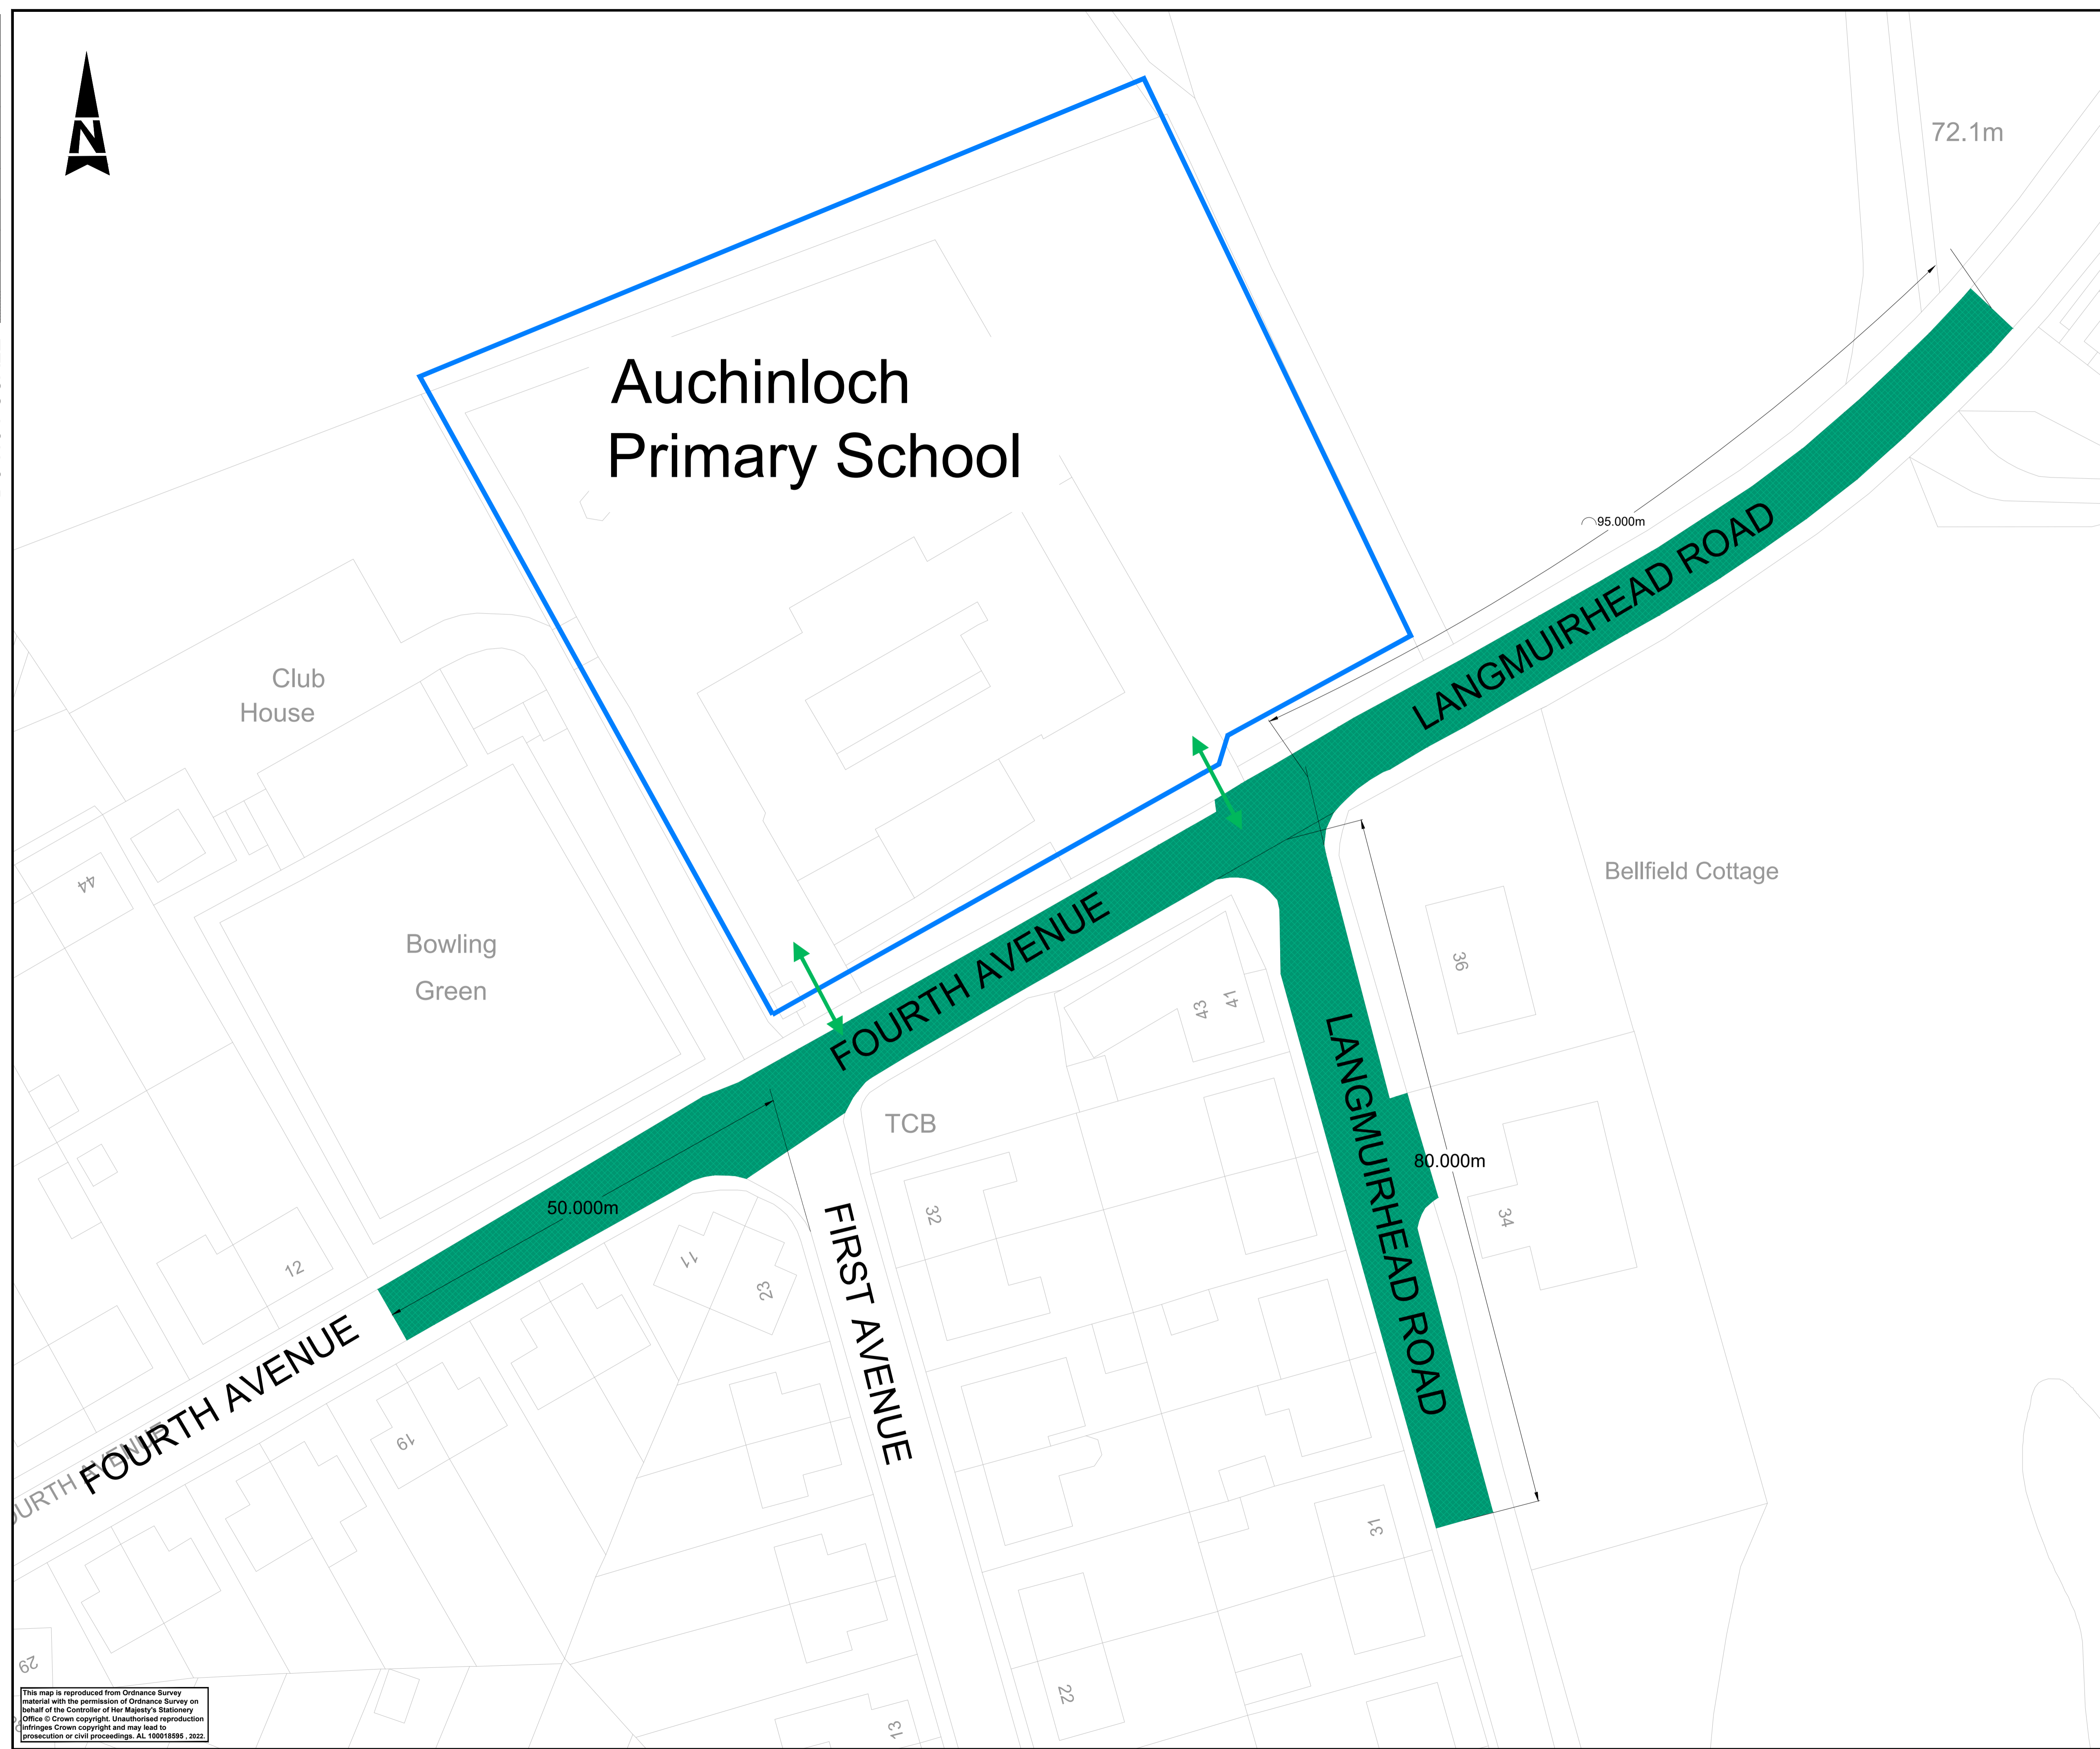 N
72.1m
Auchinloch
Primary School
95.000m
LANGMUIRHEAD ROAD
Club
House
Bellfield Cottage
44
Bowling
Green
36
FOURTH AVENUE
43
41
LANGMUIRHEAD ROAD
TCB
80.000m
50.000m
32
34
FIRST AVENUE
11
23
12
FOURTH AVENUE
19
31
29
22
13
This map is reproduced from Ordnance Survey
material with the permission of Ordnance Survey on
behalf of the Controller of Her Majesty's Stationery
Office © Crown copyright. Unauthorised reproduction
infringes Crown copyright and may lead to
prosecution or civil proceedings. AL 100018595 , 2022.